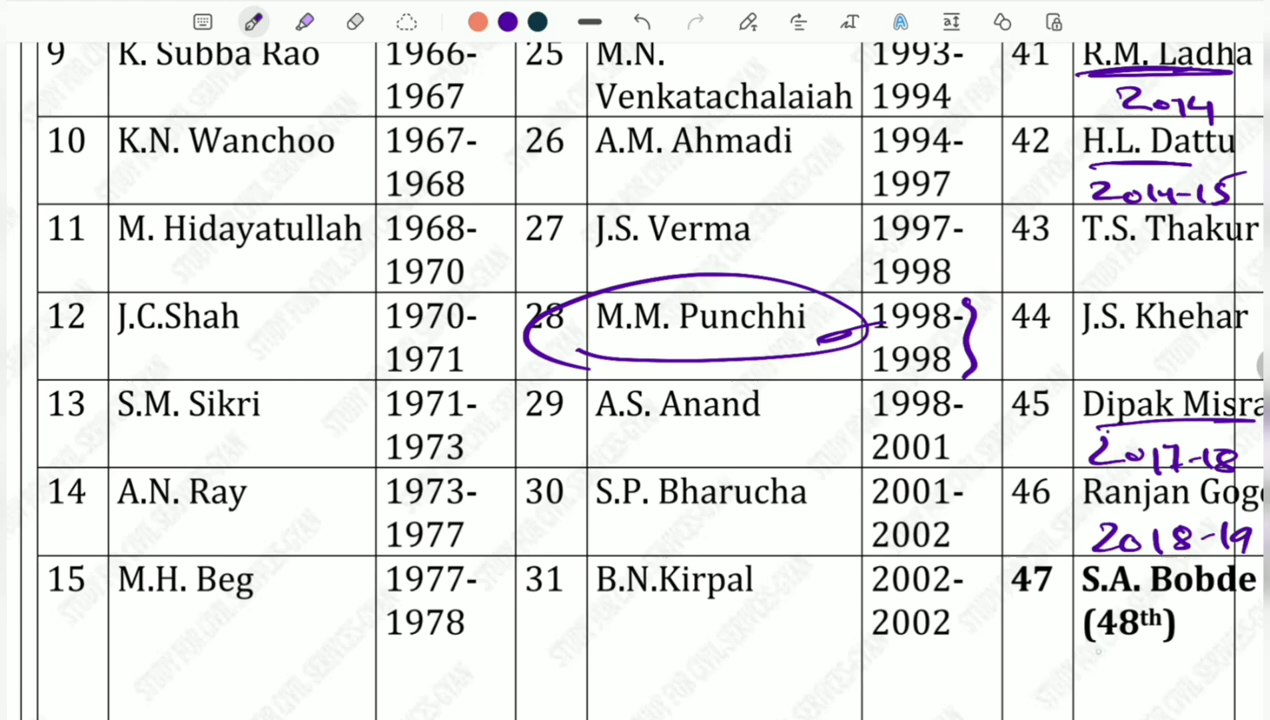 9 K. Subba Rao 1966- 25 M.N. 1993- 41 R.M. Ladha
1967 Venkatachalaiah 1994 2014
10 K.N. Wanchoo 1967- 26 A.M. Ahmadi 1994- 42 H.L. Dattu
1968 1997 2014-15
11 M. Hidayatullah 1968- 27 J.S. Verma 1997- 43 T.S. Thakur
1970 1998
12 J.C.Shah 1970- 28 M.M. Punchhi 1998- 44 J.S. Khehar
1971 1998
13 S.M. Sikri 1971- 29 A.S. Anand 1998- 45 Dipak Misra
1973 2001 2017-18
14 A.N. Ray 1973- 30 S.P. Bharucha 2001- 46 Ranjan Gog
1977 2002 2018-19
15 M.H. Beg 1977- 31 B.N.Kirpal 2002- 47 S.A. Bobde
1978 2002 (48th)